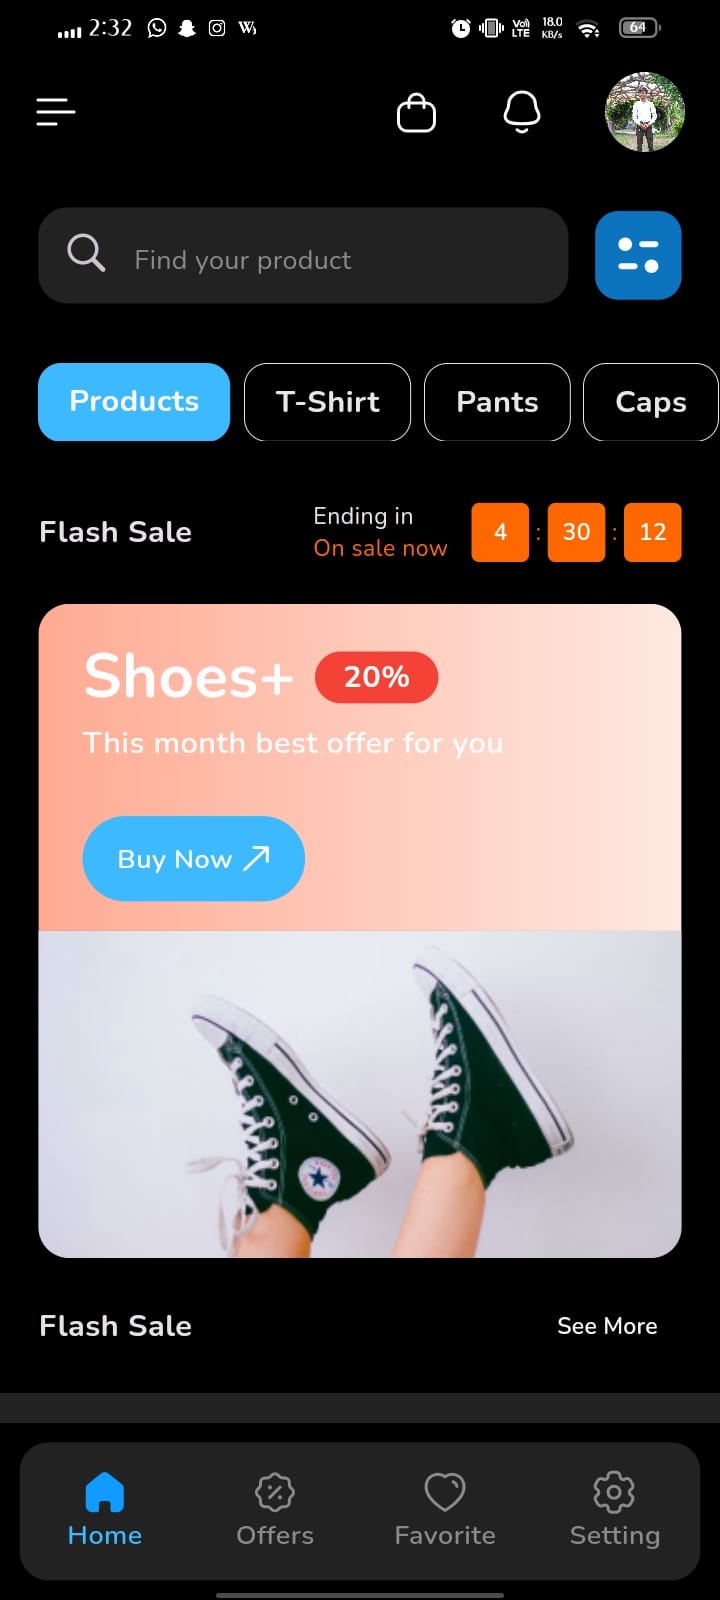 2:32
Vo))
LTE
18.0
KB/s
64
Find your product
Products
T-Shirt
Pants
Caps
Flash Sale
Ending in
On sale now
4 : 30 : 12
Shoes+
20%
This month best offer for you
Buy Now
Flash Sale
See More
Home
Offers
Favorite
Setting